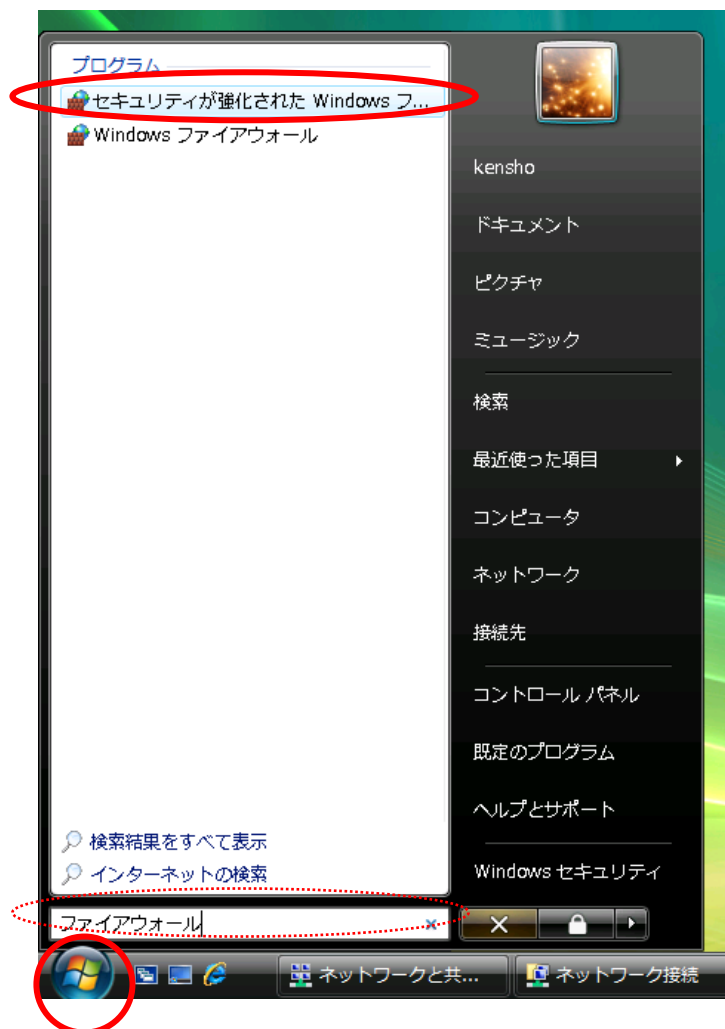 プログラム
セキュリティが強化された Windows フ...
Windows ファイアウォール
検索結果をすべて表示
インターネットの検索
ファイアウォール
kensho
ドキュメント
ピクチャ
ミュージック
検索
最近使った項目
コンピュータ
ネットワーク
接続先
コントロール パネル
既定のプログラム
ヘルプとサポート
Windows セキュリティ
ネットワークと共...
ネットワーク接続